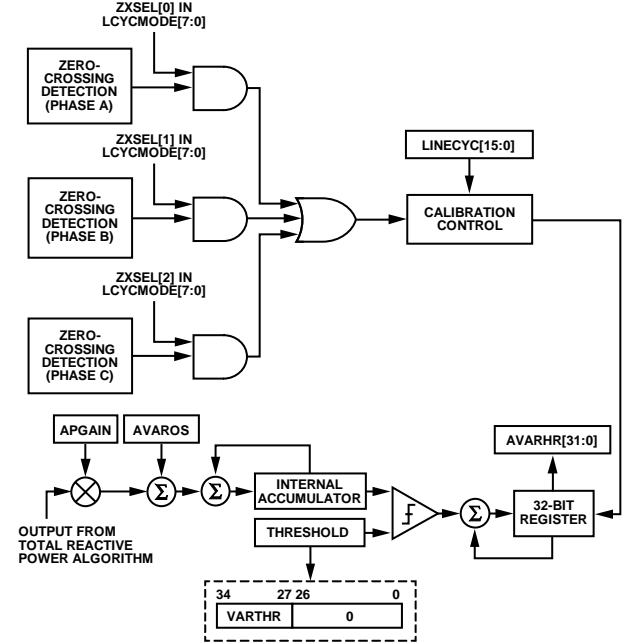 ZXSEL[0] IN
LCYCMODE[7:0]
ZERO-
CROSSING
DETECTION
(PHASE A)
ZXSEL[1] IN
LCYCMODE[7:0]
LINECYC[15:0]
ZERO-
CROSSING
DETECTION
(PHASE B)
CALIBRATION
CONTROL
ZXSEL[2] IN
LCYCMODE[7:0]
ZERO-
CROSSING
DETECTION
(PHASE C)
APGAIN
AVAROS
AVARHR[31:0]
Σ
Σ
INTERNAL
ACCUMULATOR
Σ
32-BIT
REGISTER
OUTPUT FROM
TOTAL REACTIVE
POWER ALGORITHM
THRESHOLD
34 27 26 0
VARTHR 0